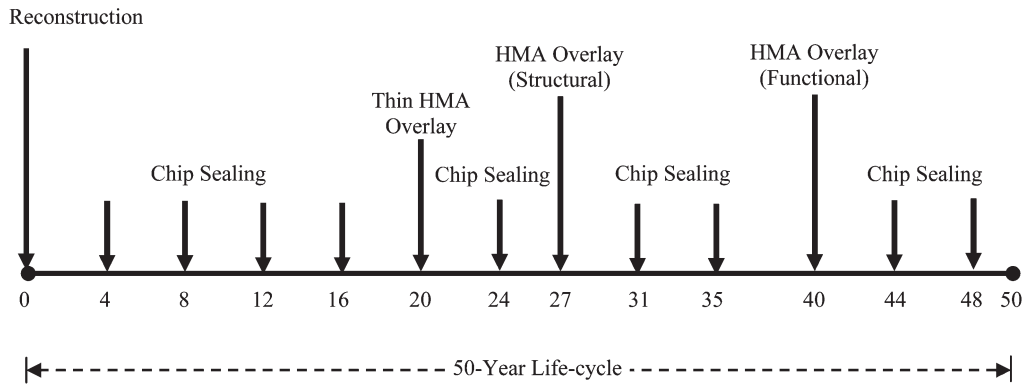 Reconstruction
HMA Overlay
(Structural)
HMA Overlay
(Functional)
Thin HMA
Overlay
Chip Sealing
Chip Sealing
Chip Sealing
Chip Sealing
0 4 8 12 16 20 24 27 31 35 40 44 48 50
50-Year Life-cycle